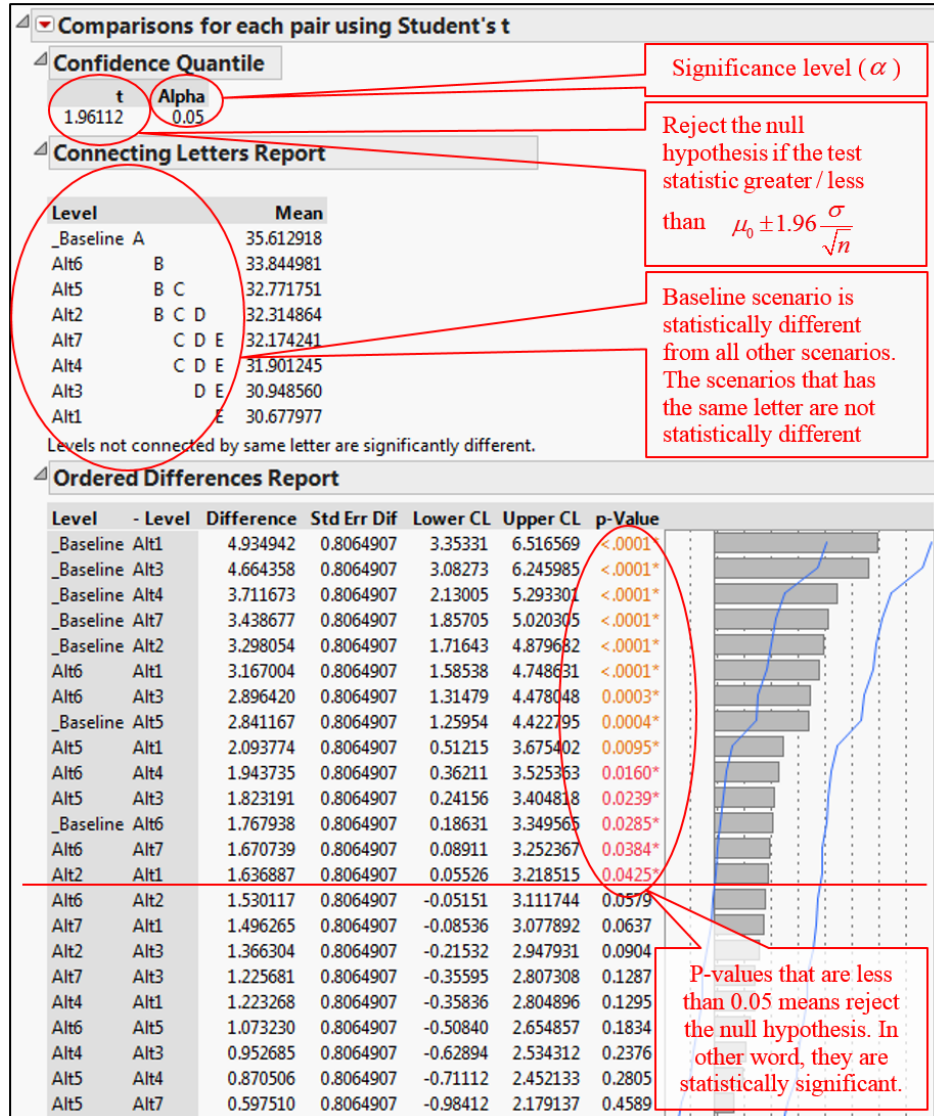 Comparisons for each pair using Student's t
Confidence Quantile
t Alpha
1.96112 0.05
Significance level (α)
Reject the null
hypothesis if the test
statistic greater / less
than μ₀ ± 1.96 σ/√n
Connecting Letters Report
Level Mean
_Baseline A 35.612918
Alt6 B 33.844981
Alt5 B C 32.771751
Alt2 B C D 32.314864
Alt7 C D E 32.174241
Alt4 C D E 31.901245
Alt3 D E 30.948560
Alt1 E 30.677977
Levels not connected by same letter are significantly different.
Baseline scenario is
statistically different
from all other scenarios.
The scenarios that has
the same letter are not
statistically different
Ordered Differences Report
Level - Level Difference Std Err Dif Lower CL Upper CL p-Value
_Baseline Alt1 4.934942 0.8064907 3.35331 6.516569 <.0001*
_Baseline Alt3 4.664358 0.8064907 3.08273 6.245985 <.0001*
_Baseline Alt4 3.711673 0.8064907 2.13005 5.293301 <.0001*
_Baseline Alt7 3.438677 0.8064907 1.85705 5.020305 <.0001*
_Baseline Alt2 3.298054 0.8064907 1.71643 4.879682 <.0001*
Alt6 Alt1 3.167004 0.8064907 1.58538 4.748631 <.0001*
Alt6 Alt3 2.896420 0.8064907 1.31479 4.478048 0.0003*
_Baseline Alt5 2.841167 0.8064907 1.25954 4.422795 0.0004*
Alt5 Alt1 2.093774 0.8064907 0.51215 3.675402 0.0095*
Alt6 Alt4 1.943735 0.8064907 0.36211 3.525363 0.0160*
Alt5 Alt3 1.823191 0.8064907 0.24156 3.404818 0.0239*
_Baseline Alt6 1.767938 0.8064907 0.18631 3.349565 0.0285*
Alt6 Alt7 1.670739 0.8064907 0.08911 3.252367 0.0384*
Alt2 Alt1 1.636887 0.8064907 0.05526 3.218515 0.0425*
Alt6 Alt2 1.530117 0.8064907 -0.05151 3.111744 0.0579
Alt7 Alt1 1.496265 0.8064907 -0.08536 3.077892 0.0637
Alt2 Alt3 1.366304 0.8064907 -0.21532 2.947931 0.0904
Alt7 Alt3 1.225681 0.8064907 -0.35595 2.807308 0.1287
Alt4 Alt1 1.223268 0.8064907 -0.35836 2.804896 0.1295
Alt6 Alt5 1.073230 0.8064907 -0.50840 2.654857 0.1834
Alt4 Alt3 0.952685 0.8064907 -0.62894 2.534312 0.2376
Alt5 Alt4 0.870506 0.8064907 -0.71112 2.452133 0.2805
Alt5 Alt7 0.597510 0.8064907 -0.98412 2.179137 0.4589
P-values that are less
than 0.05 means reject
the null hypothesis. In
other word, they are
statistically significant.